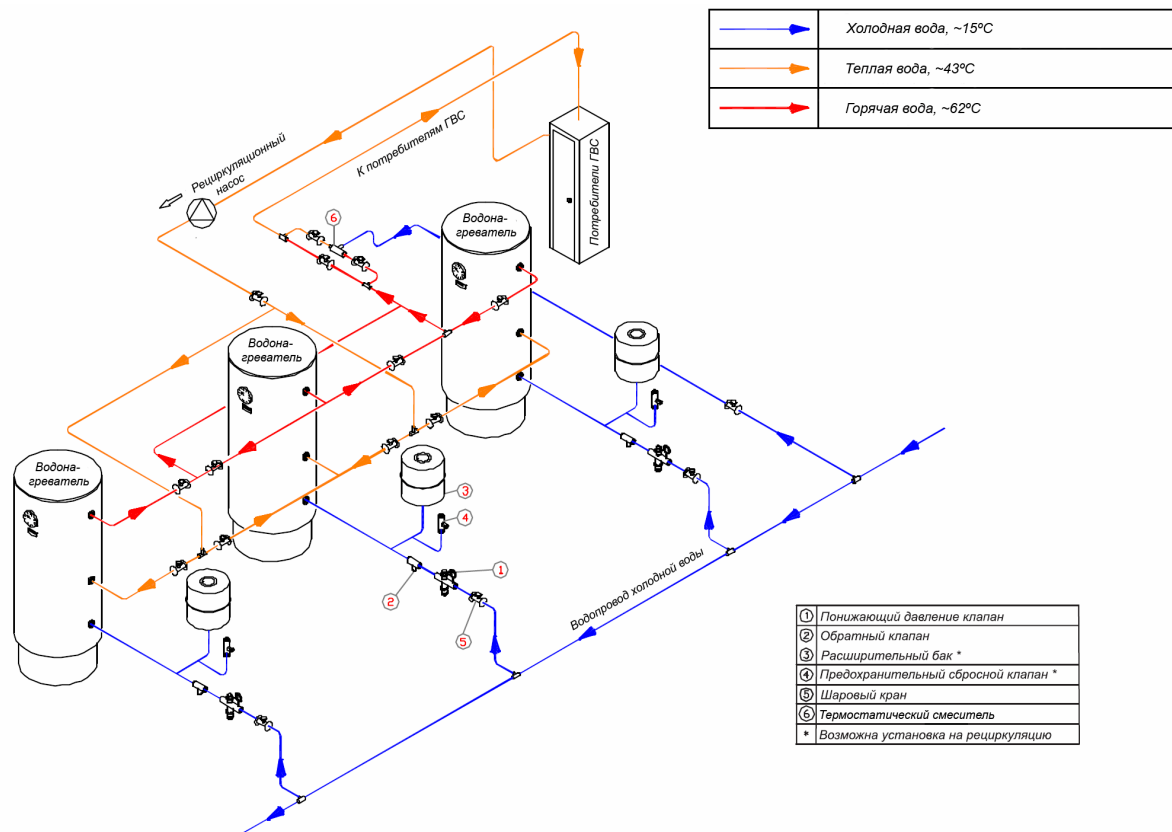 Холодная вода, ~15ºC
Теплая вода, ~43ºC
Горячая вода, ~62ºC
Рециркуляционный
насос
К потребителям ГВС
Потребители ГВС
6
Водона-
греватель
Водона-
греватель
Водона-
греватель
3
4
1
2
5
Водопровод холодной воды
1 Понижающий давление клапан
2 Обратный клапан
3 Расширительный бак *
4 Предохранительный сбросной клапан *
5 Шаровый кран
6 Термостатический смеситель
* Возможна установка на рециркуляцию